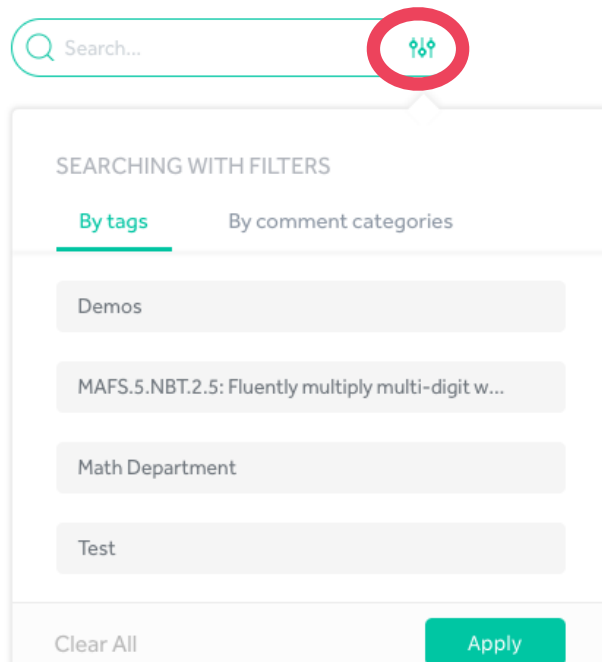 Search...
SEARCHING WITH FILTERS
By tags By comment categories
Demos
MAFS.5.NBT.2.5: Fluently multiply multi-digit w...
Math Department
Test
Clear All Apply